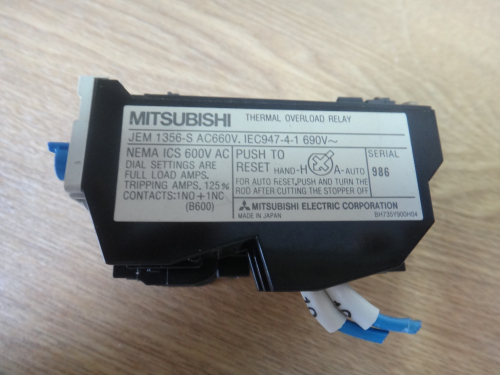 MITSUBISHI THERMAL OVERLOAD RELAY
JEM 1356-S AC660V. IEC947-4-1 690V~
NEMA ICS 600V AC
DIAL SETTINGS ARE
FULL LOAD AMPS.
TRIPPING AMPS. 125%
CONTACTS:1NO+1NC
(B600)
PUSH TO
RESET HAND-H A-AUTO
FOR AUTO RESET,PUSH AND TURN THE
ROD AFTER CUTTING THE STOPPER OFF
SERIAL
986
MITSUBISHI ELECTRIC CORPORATION
MADE IN JAPAN BH735Y900H04